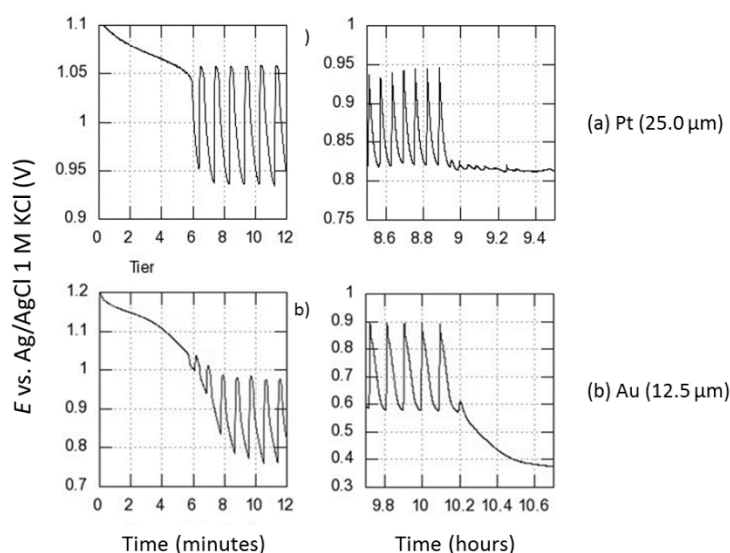 E vs. Ag/AgCl 1 M KCl (V)
1.1
1.05
1
0.95
0.9
0 2 4 6 8 10 12
Tier
)
1
0.95
0.9
0.85
0.8
0.75
8.6 8.8 9 9.2 9.4
(a) Pt (25.0 µm)
1.2
1.1
1
0.9
0.8
0.7
0 2 4 6 8 10 12
b)
Time (minutes)
1
0.9
0.8
0.7
0.6
0.5
0.4
0.3
9.8 10 10.2 10.4 10.6
(b) Au (12.5 µm)
Time (hours)